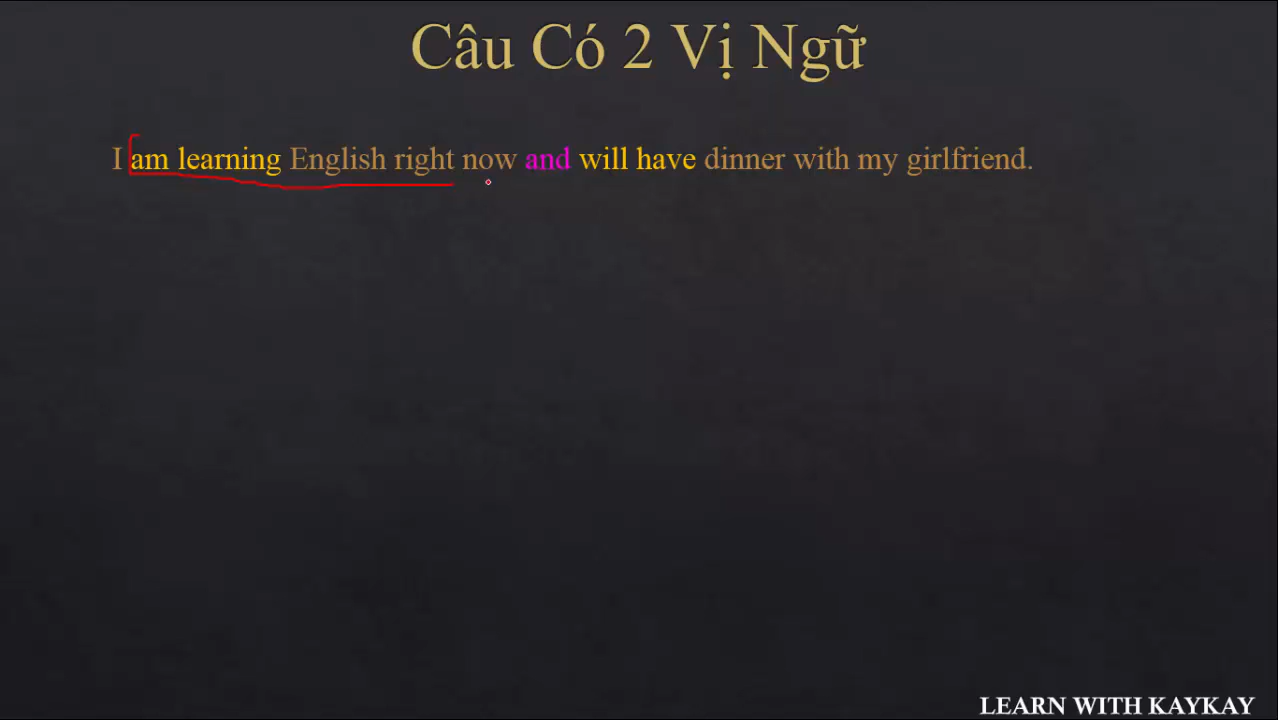 Câu Có 2 Vị Ngữ
I am learning English right now and will have dinner with my girlfriend.
LEARN WITH KAYKAY